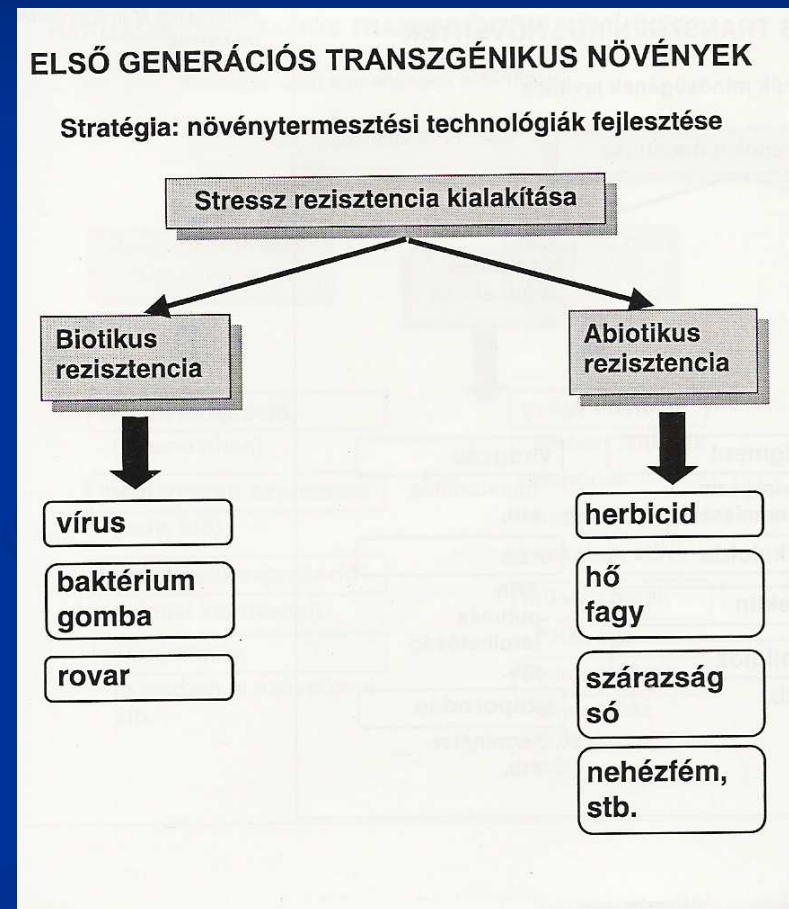 ELSŐ GENERÁCIÓS TRANSZGÉNIKUS NÖVÉNYEK
Stratégia: növénytermesztési technológiák fejlesztése
Stressz rezisztencia kialakítása
Biotikus
rezisztencia
vírus
baktérium
gomba
rovar
Abiotikus
rezisztencia
herbicid
hő
fagy
szárazság
só
nehézfém,
stb.